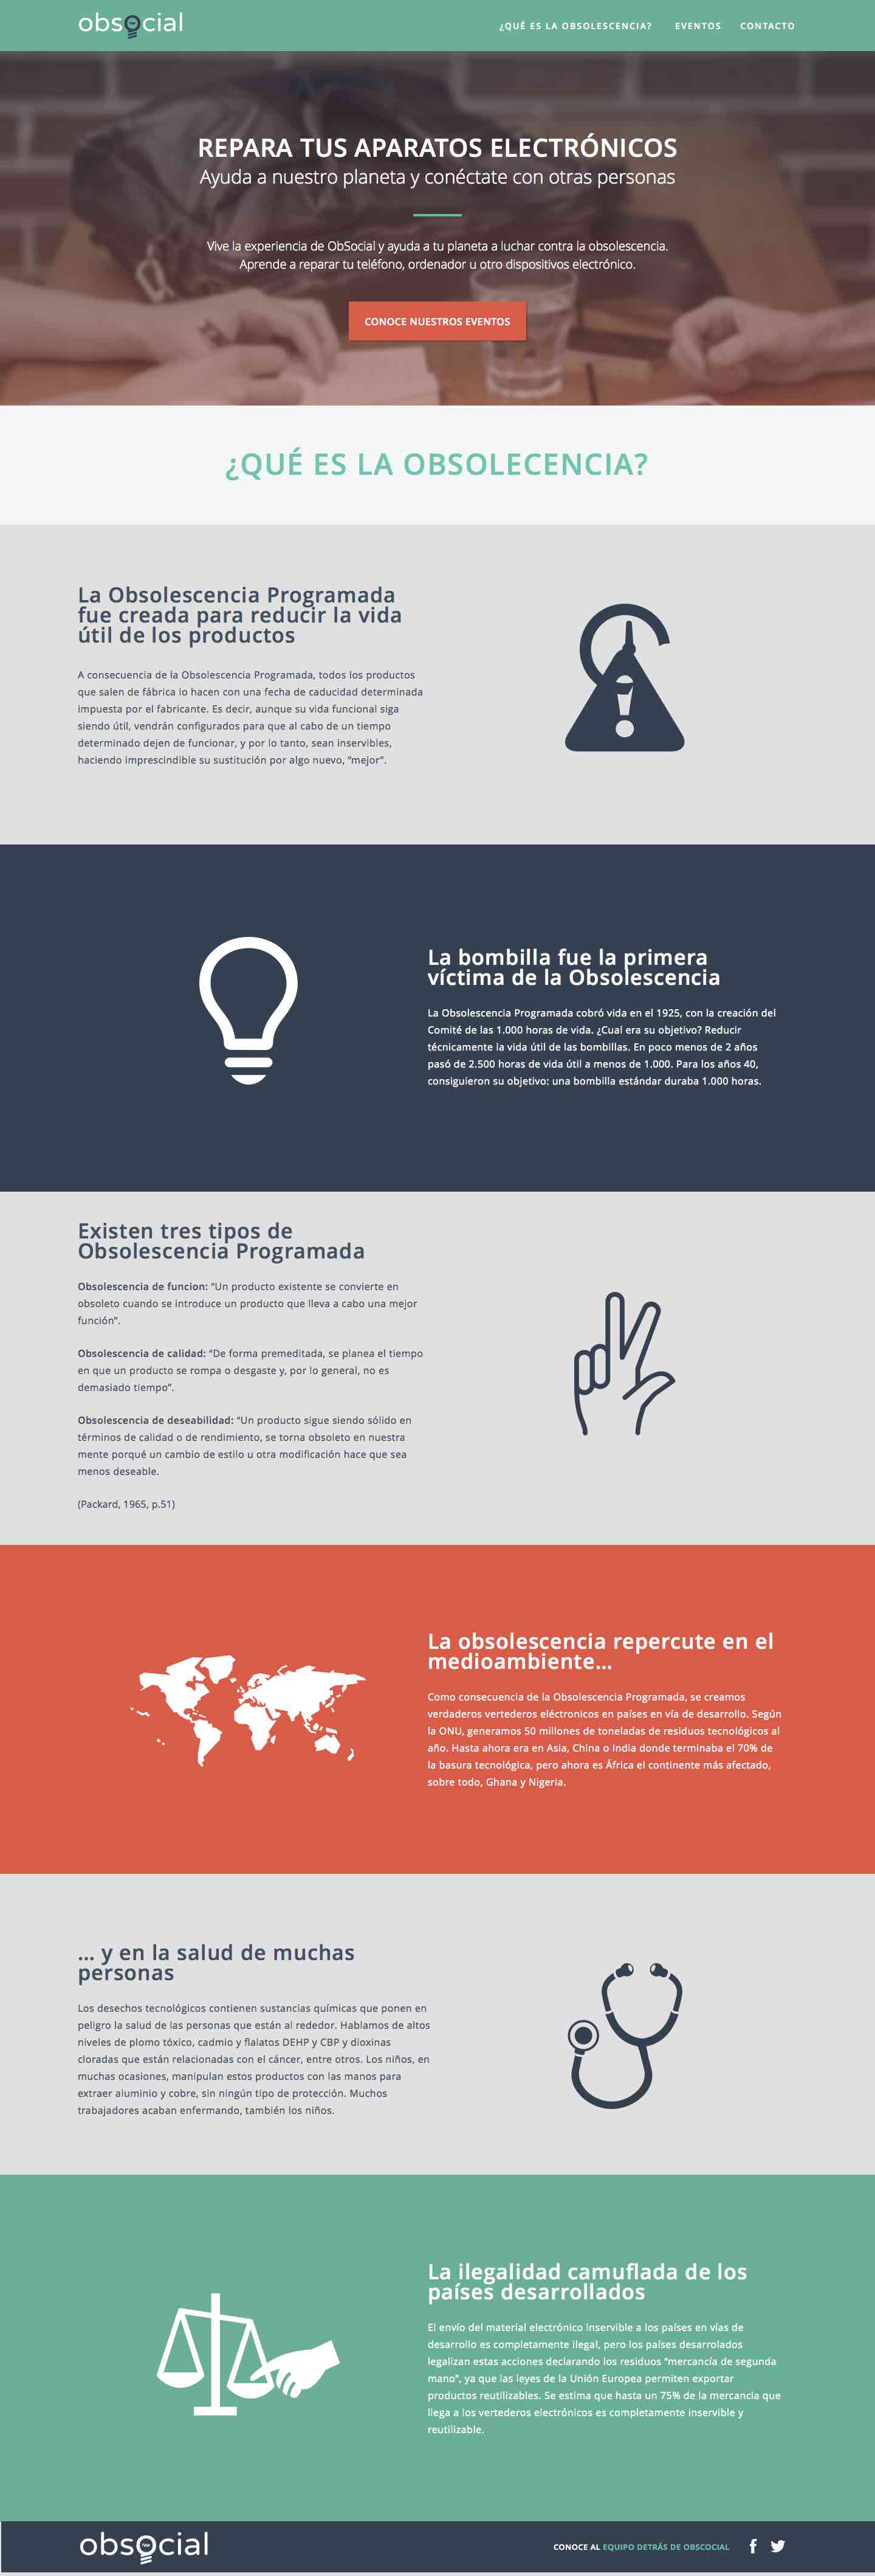 obsocial
¿QUÉ ES LA OBSOLESCENCIA? EVENTOS CONTACTO
REPARA TUS APARATOS ELECTRÓNICOS
Ayuda a nuestro planeta y conéctate con otras personas
Vive la experiencia de ObSocial y ayuda a tu planeta a luchar contra la obsolescencia.
Aprende a reparar tu teléfono, ordenador u otro dispositivos electrónico.
CONOCE NUESTROS EVENTOS
¿QUÉ ES LA OBSOLECENCIA?
La Obsolescencia Programada
fue creada para reducir la vida
útil de los productos
A consecuencia de la Obsolescencia Programada, todos los productos
que salen de fábrica lo hacen con una fecha de caducidad determinada
impuesta por el fabricante. Es decir, aunque su vida funcional siga
siendo útil, vendrán configurados para que al cabo de un tiempo
determinado dejen de funcionar, y por lo tanto, sean inservibles,
haciendo imprescindible su sustitución por algo nuevo, “mejor”.
La bombilla fue la primera
víctima de la Obsolescencia
La Obsolescencia Programada cobró vida en el 1925, con la creación del
Comité de las 1.000 horas de vida. ¿Cual era su objetivo? Reducir
técnicamente la vida útil de las bombillas. En poco menos de 2 años
pasó de 2.500 horas de vida útil a menos de 1.000. Para los años 40,
consiguieron su objetivo: una bombilla estándar duraba 1.000 horas.
Existen tres tipos de
Obsolescencia Programada
Obsolescencia de funcion: “Un producto existente se convierte en
obsoleto cuando se introduce un producto que lleva a cabo una mejor
función”.
Obsolescencia de calidad: “De forma premeditada, se planea el tiempo
en que un producto se rompa o desgaste y, por lo general, no es
demasiado tiempo”.
Obsolescencia de deseabilidad: “Un producto sigue siendo sólido en
términos de calidad o de rendimiento, se torna obsoleto en nuestra
mente porqué un cambio de estilo u otra modificación hace que sea
menos deseable.
(Packard, 1965, p.51)
La obsolescencia repercute en el
medioambiente...
Como consecuencia de la Obsolescencia Programada, se creamos
verdaderos vertederos eléctronicos en países en vía de desarrollo. Según
la ONU, generamos 50 millones de toneladas de residuos tecnológicos al
año. Hasta ahora era en Asia, China o India donde terminaba el 70% de
la basura tecnológica, pero ahora es África el continente más afectado,
sobre todo, Ghana y Nigeria.
... y en la salud de muchas
personas
Los desechos tecnológicos contienen sustancias químicas que ponen en
peligro la salud de las personas que están al rededor. Hablamos de altos
niveles de plomo tóxico, cadmio y flalatos DEHP y CBP y dioxinas
cloradas que están relacionadas con el cáncer, entre otros. Los niños, en
muchas ocasiones, manipulan estos productos con las manos para
extraer aluminio y cobre, sin ningún tipo de protección. Muchos
trabajadores acaban enfermando, también los niños.
La ilegalidad camuflada de los
países desarrollados
El envío del material electrónico inservible a los países en vías de
desarrollo es completamente ilegal, pero los países desarrolados
legalizan estas acciones declarando los residuos “mercancía de segunda
mano”, ya que las leyes de la Unión Europea permiten exportar
productos reutilizables. Se estima que hasta un 75% de la mercancia que
llega a los vertederos electrónicos es completamente inservible y
reutilizable.
obsocial
CONOCE AL EQUIPO DETRÁS DE OBSCOCIAL